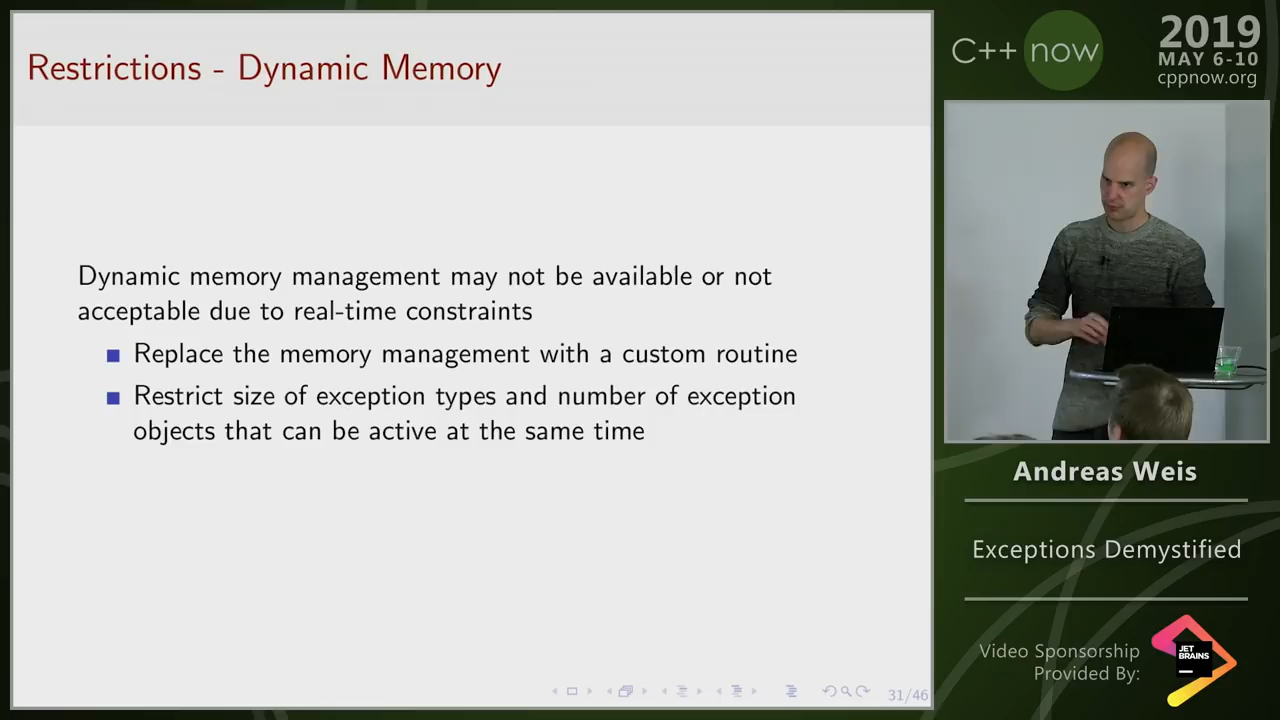 Restrictions - Dynamic Memory
Dynamic memory management may not be available or not
acceptable due to real-time constraints
Replace the memory management with a custom routine
Restrict size of exception types and number of exception
objects that can be active at the same time
31/46
C++ now
2019
MAY 6-10
cppnow.org
Andreas Weis
Exceptions Demystified
Video Sponsorship
Provided By:
JET
BRAINS